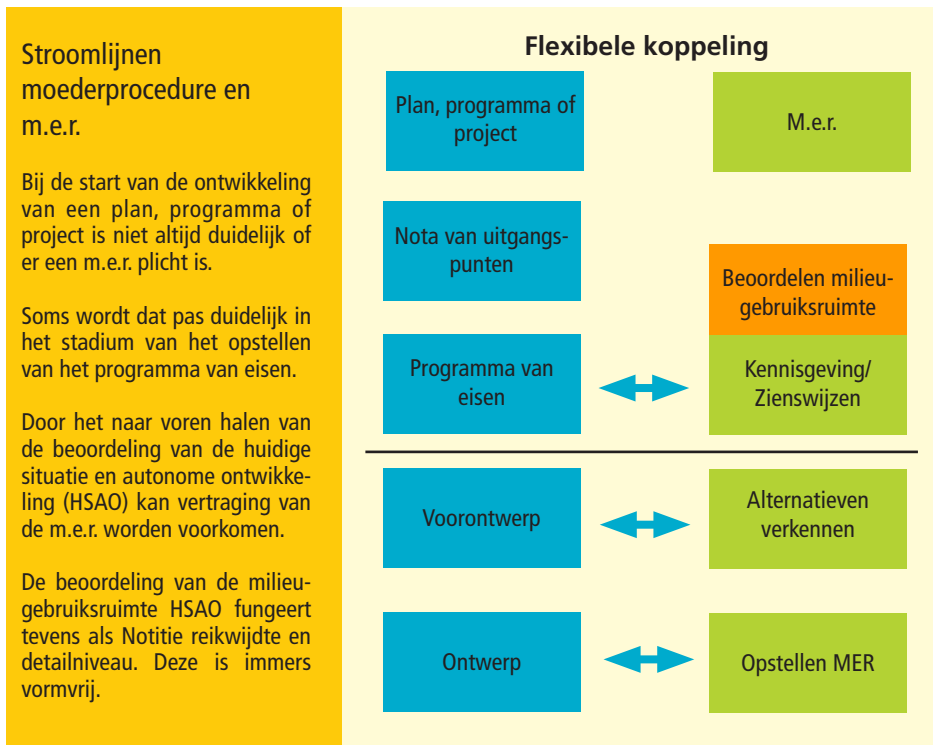 Stroomlijnen
moederprocedure en
m.e.r.
Bij de start van de ontwikkeling
van een plan, programma of
project is niet altijd duidelijk of
er een m.e.r. plicht is.
Soms wordt dat pas duidelijk in
het stadium van het opstellen
van het programma van eisen.
Door het naar voren halen van
de beoordeling van de huidige
situatie en autonome ontwikke-
ling (HSAO) kan vertraging van
de m.e.r. worden voorkomen.
De beoordeling van de milieu-
gebruiksruimte HSAO fungeert
tevens als Notitie reikwijdte en
detailniveau. Deze is immers
vormvrij.
Flexibele koppeling
Plan, programma of
project
M.e.r.
Nota van uitgangs-
punten
Beoordelen milieu-
gebruiksruimte
Programma van
eisen
Kennisgeving/
Zienswijzen
Voorontwerp
Alternatieven
verkennen
Ontwerp
Opstellen MER